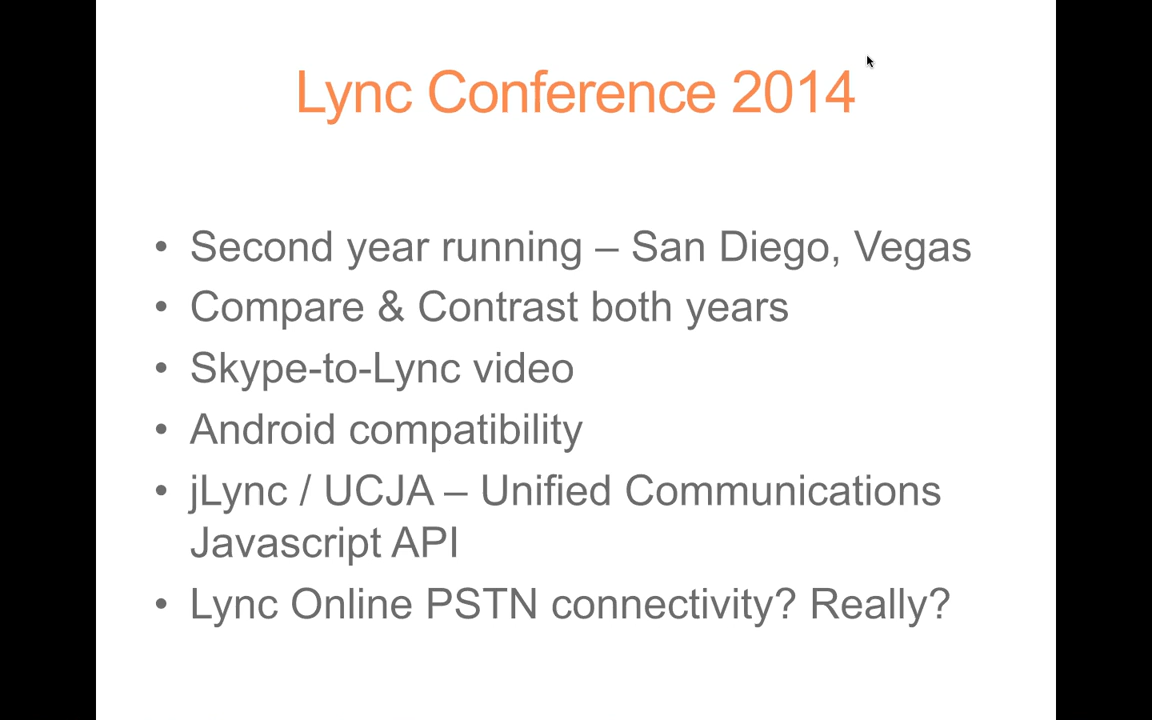 Lync Conference 2014
• Second year running – San Diego, Vegas
• Compare & Contrast both years
• Skype-to-Lync video
• Android compatibility
• jLync / UCJA – Unified Communications
Javascript API
• Lync Online PSTN connectivity? Really?